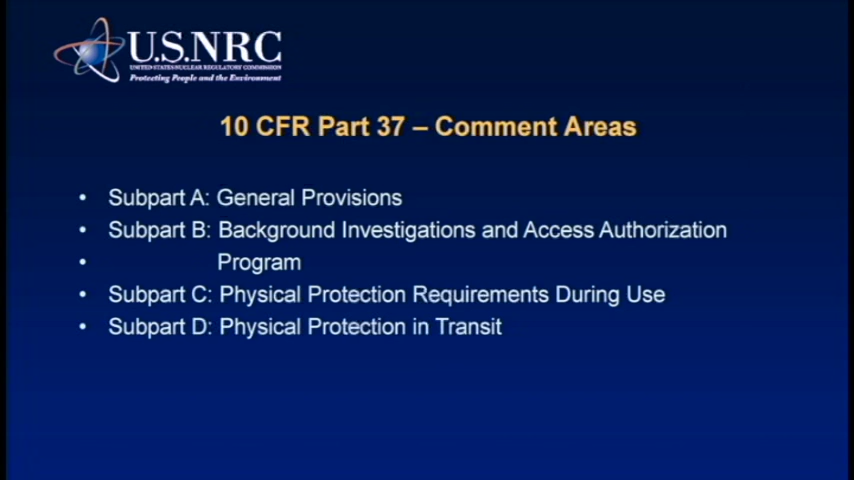 U.S.NRC
UNITED STATES NUCLEAR REGULATORY COMMISSION
Protecting People and the Environment
10 CFR Part 37 – Comment Areas
• Subpart A: General Provisions
• Subpart B: Background Investigations and Access Authorization
• Program
• Subpart C: Physical Protection Requirements During Use
• Subpart D: Physical Protection in Transit